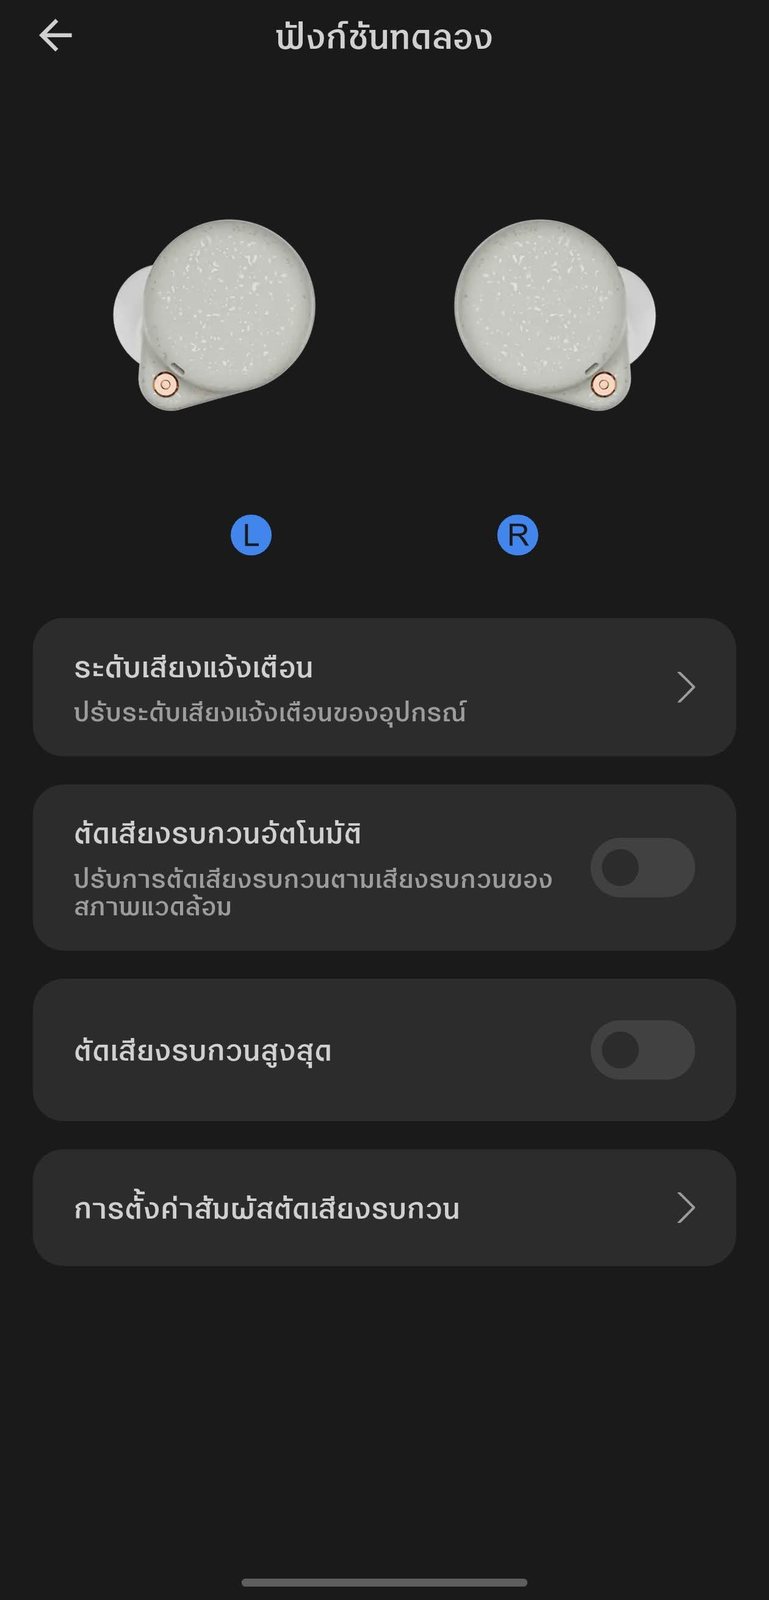 ฟังก์ชันทดลอง
L
R
ระดับเสียงแจ้งเตือน
ปรับระดับเสียงแจ้งเตือนของอุปกรณ์
ตัดเสียงรบกวนอัตโนมัติ
ปรับการตัดเสียงรบกวนตามเสียงรบกวนของ
สภาพแวดล้อม
ตัดเสียงรบกวนสูงสุด
การตั้งค่าสัมผัสตัดเสียงรบกวน